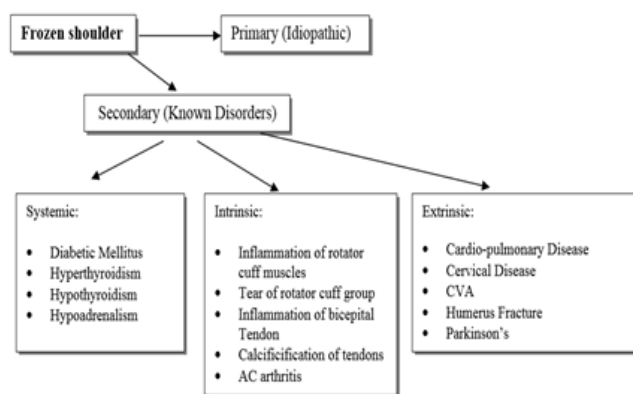 Frozen shoulder
Primary (Idiopathic)
Secondary (Known Disorders)
Systemic:
• Diabetic Mellitus
• Hyperthyroidism
• Hypothyroidism
• Hypoadrenalism
Intrinsic:
• Inflammation of rotator
cuff muscles
• Tear of rotator cuff group
• Inflammation of bicepital
Tendon
• Calcificification of tendons
• AC arthritis
Extrinsic:
• Cardio-pulmonary Disease
• Cervical Disease
• CVA
• Humerus Fracture
• Parkinson’s